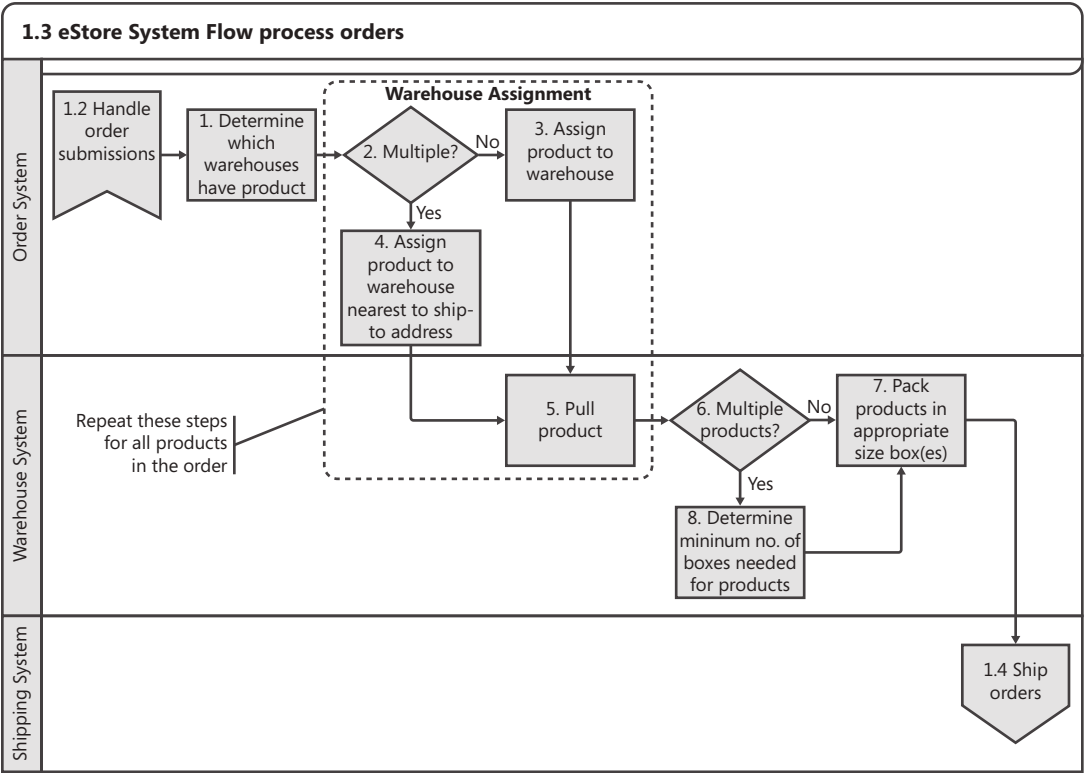 1.3 eStore System Flow process orders
Order System
1.2 Handle
order
submissions
1. Determine
which
warehouses
have product
Warehouse Assignment
2. Multiple?
No
3. Assign
product to
warehouse
Yes
4. Assign
product to
warehouse
nearest to ship-
to address
Warehouse System
Repeat these steps
for all products
in the order
5. Pull
product
6. Multiple
products?
No
7. Pack
products in
appropriate
size box(es)
Yes
8. Determine
mininum no. of
boxes needed
for products
Shipping System
1.4 Ship
orders